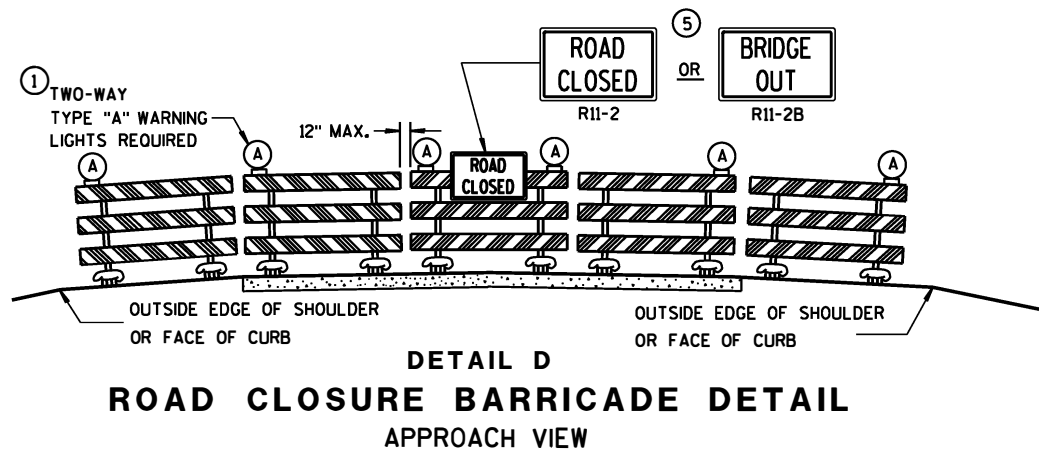 5
ROAD
CLOSED
R11-2
OR
BRIDGE
OUT
R11-2B
1
TWO-WAY
TYPE "A" WARNING
LIGHTS REQUIRED
12" MAX.
A
A
A
A
A
A
ROAD
CLOSED
OUTSIDE EDGE OF SHOULDER
OR FACE OF CURB
OUTSIDE EDGE OF SHOULDER
OR FACE OF CURB
DETAIL D
ROAD CLOSURE BARRICADE DETAIL
APPROACH VIEW